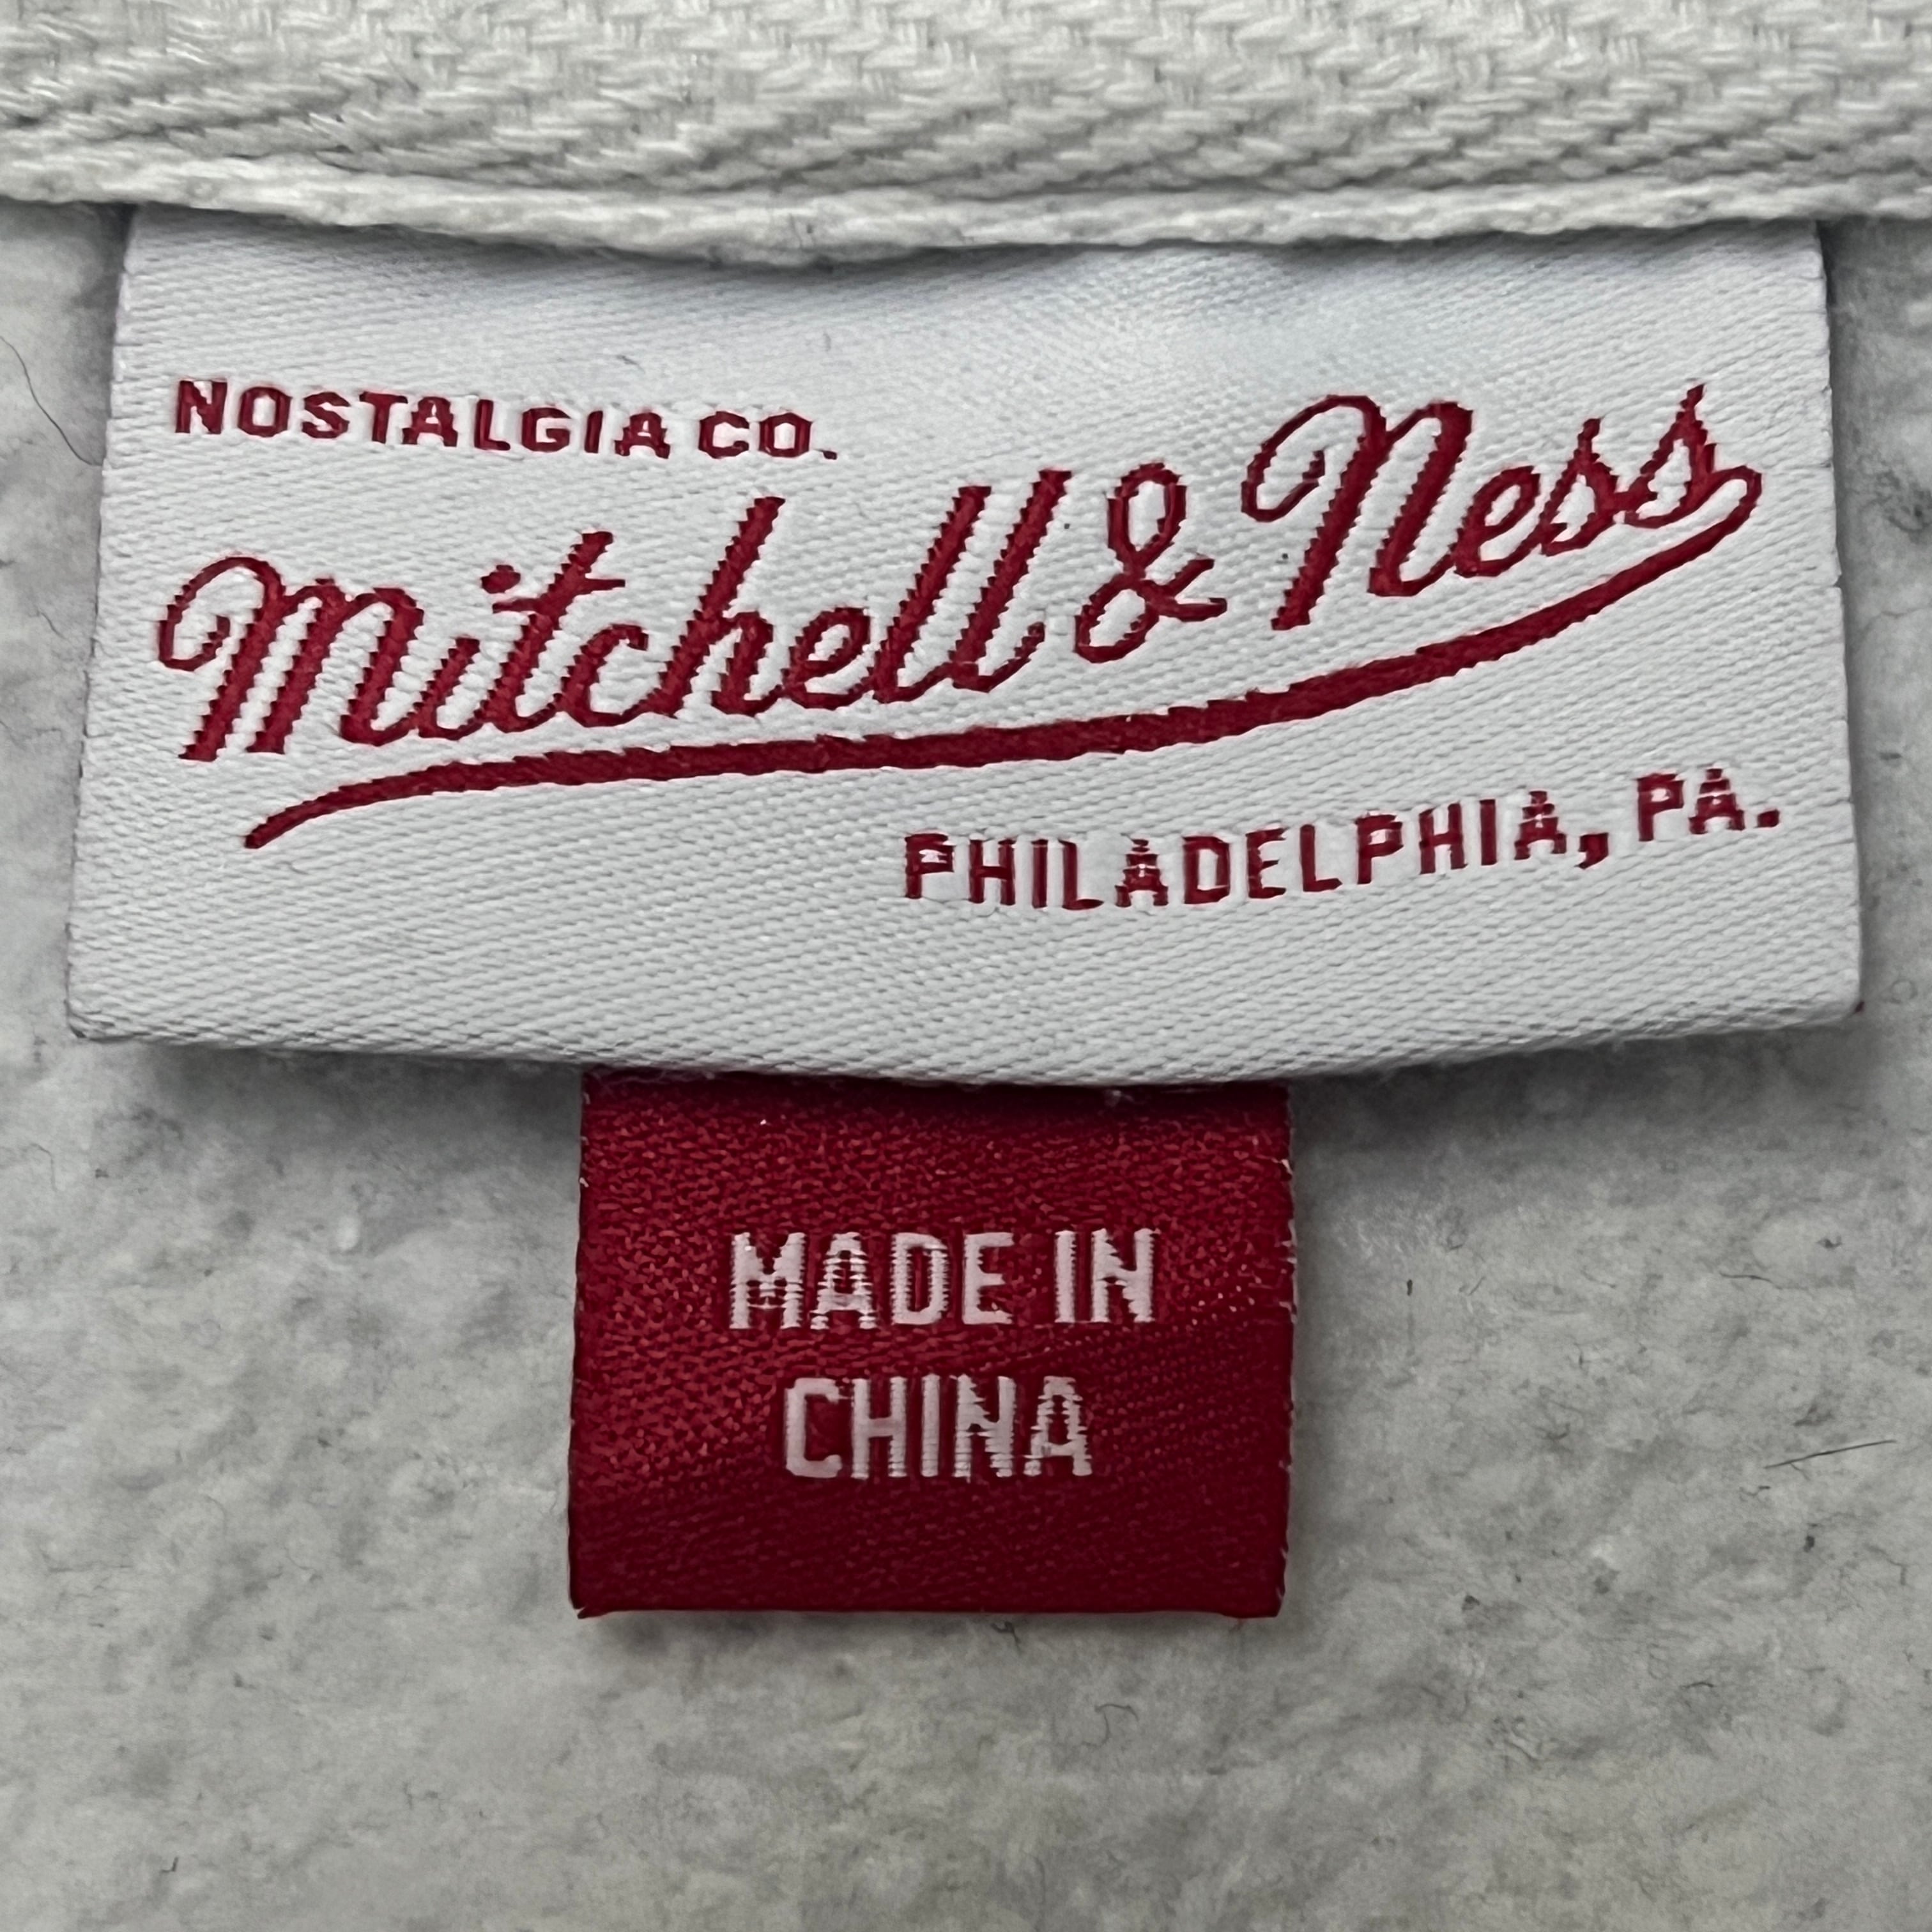 NOSTALGIA CO.
Mitchell & Ness
PHILADELPHIA, PA.
MADE IN
CHINA